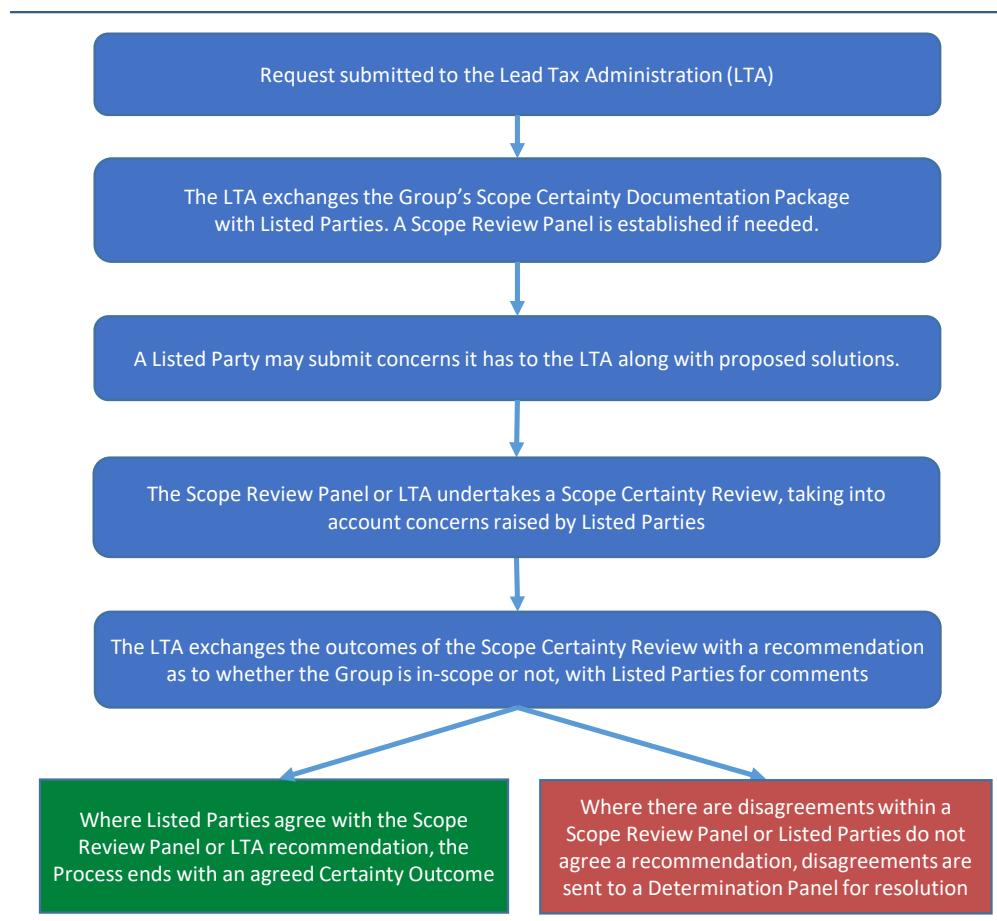 Request submitted to the Lead Tax Administration (LTA)
The LTA exchanges the Group's Scope Certainty Documentation Package
with Listed Parties. A Scope Review Panel is established if needed.
A Listed Party may submit concerns it has to the LTA along with proposed solutions.
The Scope Review Panel or LTA undertakes a Scope Certainty Review, taking into
account concerns raised by Listed Parties
The LTA exchanges the outcomes of the Scope Certainty Review with a recommendation
as to whether the Group is in-scope or not, with Listed Parties for comments
Where Listed Parties agree with the Scope
Review Panel or LTA recommendation, the
Process ends with an agreed Certainty Outcome
Where there are disagreements within a
Scope Review Panel or Listed Parties do not
agree a recommendation, disagreements are
sent to a Determination Panel for resolution